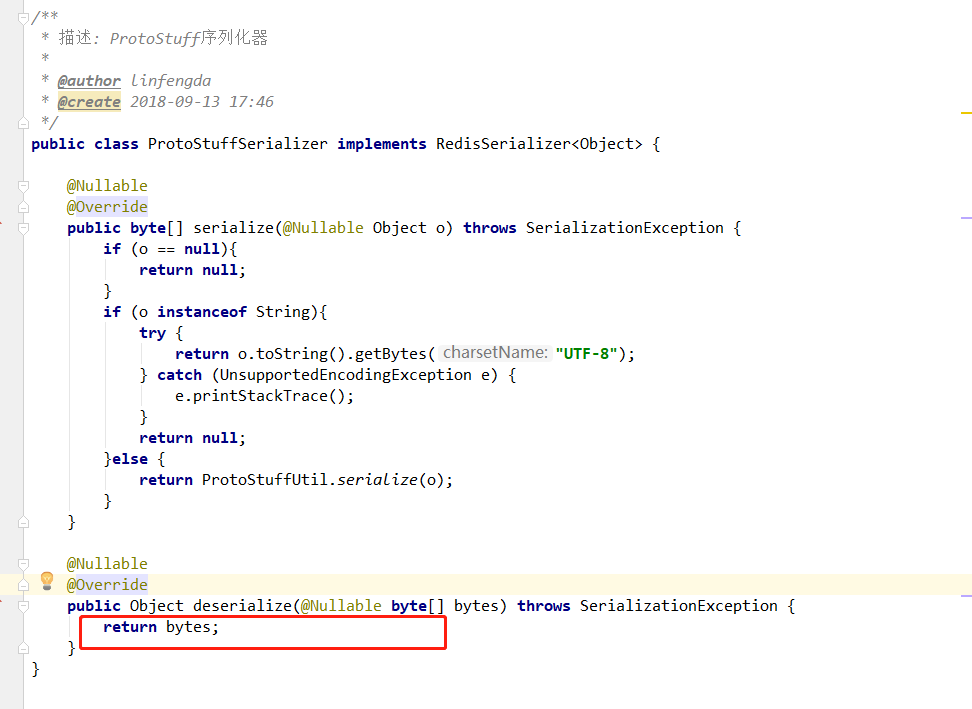 /**
 * 描述: ProtoStuff序列化器
 *
 * @author linfengda
 * @create 2018-09-13 17:46
 */
public class ProtoStuffSerializer implements RedisSerializer<Object> {

    @Nullable
    @Override
    public byte[] serialize(@Nullable Object o) throws SerializationException {
        if (o == null){
            return null;
        }
        if (o instanceof String){
            try {
                return o.toString().getBytes( charsetName: "UTF-8");
            } catch (UnsupportedEncodingException e) {
                e.printStackTrace();
            }
            return null;
        }else {
            return ProtoStuffUtil.serialize(o);
        }
    }

    @Nullable
    @Override
    public Object deserialize(@Nullable byte[] bytes) throws SerializationException {
        return bytes;
    }
}